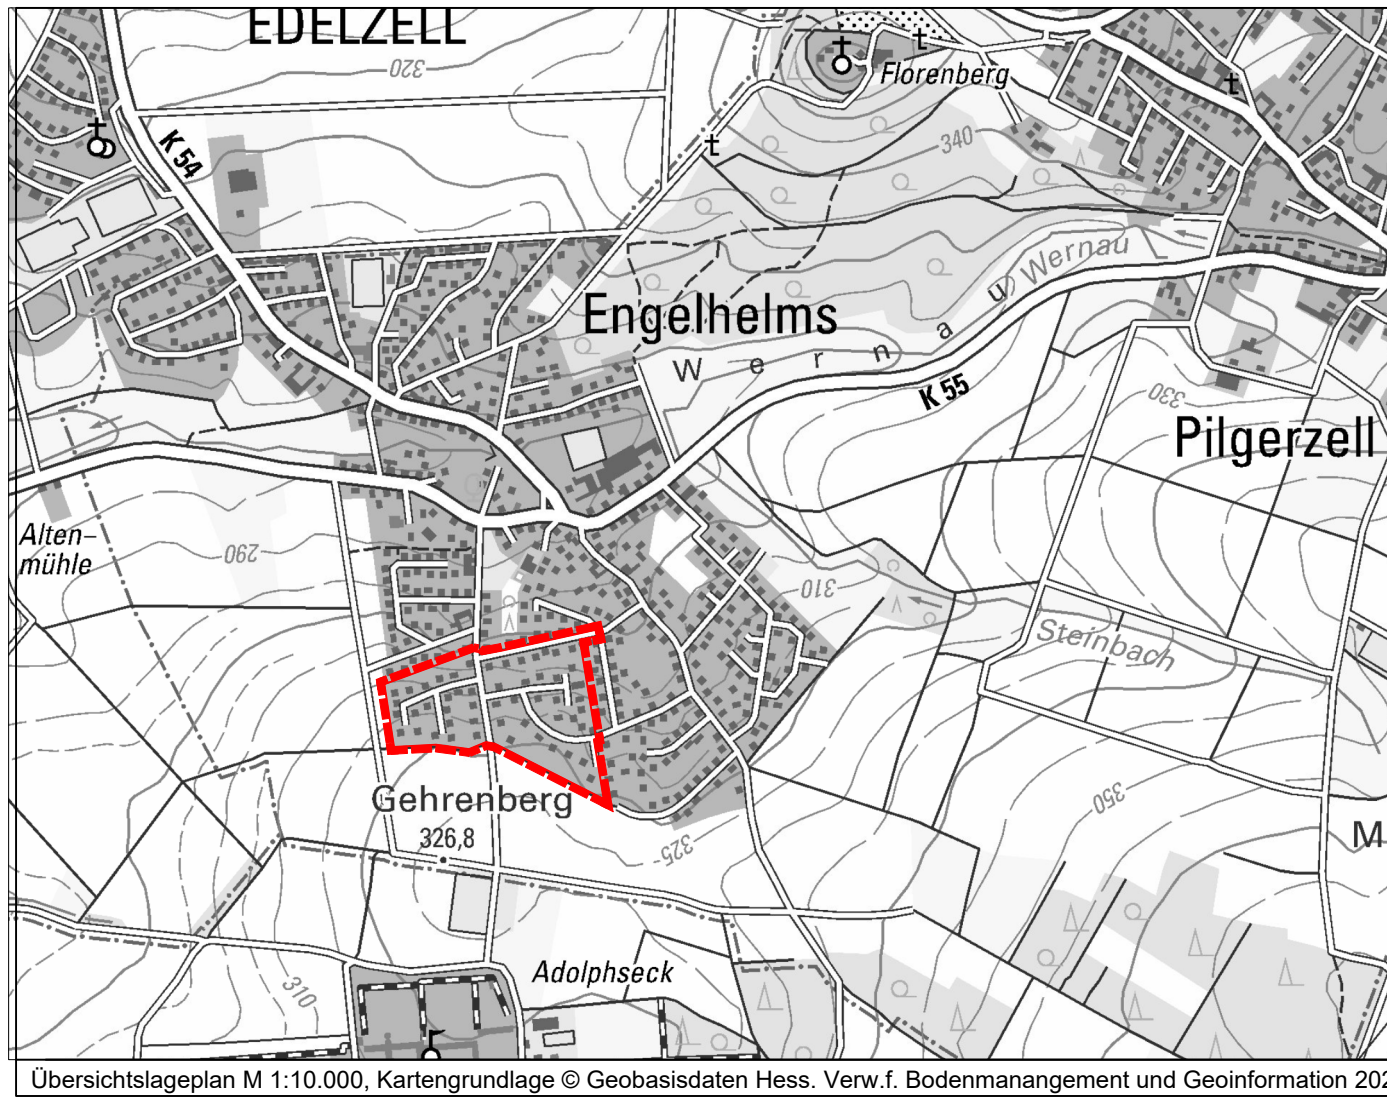 EDELZELL
320
Florenberg
K 54
340
Wernau
Engelhelms
Wernau
K 55
330
Pilgerzell
Alten-
mühle
290
310
Steinbach
Gehrenberg
326,8
325
350
M
Adolphseck
310
Übersichtslageplan M 1:10.000, Kartengrundlage © Geobasisdaten Hess. Verw.f. Bodenmanangement und Geoinformation 202